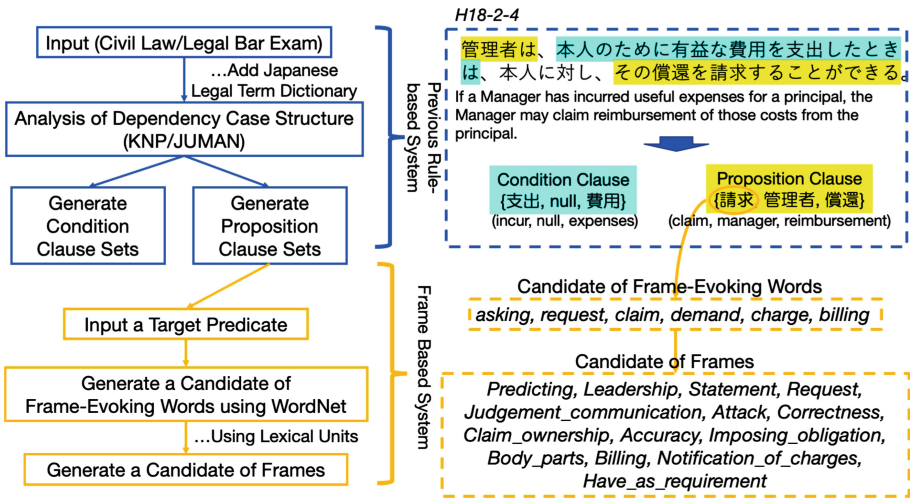 Input (Civil Law/Legal Bar Exam)
...Add Japanese
Legal Term Dictionary
Analysis of Dependency Case Structure
(KNP/JUMAN)
Generate
Condition
Clause Sets
Generate
Proposition
Clause Sets
Previous Rule-
based System
Input a Target Predicate
Generate a Candidate of
Frame-Evoking Words using WordNet
...Using Lexical Units
Generate a Candidate of Frames
Frame Based System
H18-2-4
管理者は、本人のために有益な費用を支出したとき
は、本人に対し、その償還を請求することができる。
If a Manager has incurred useful expenses for a principal, the
Manager may claim reimbursement of those costs from the
principal.
Condition Clause
{支出, null, 費用}
(incur, null, expenses)
Proposition Clause
{請求 管理者, 償還}
(claim, manager, reimbursement)
Candidate of Frame-Evoking Words
asking, request, claim, demand, charge, billing
Candidate of Frames
Predicting, Leadership, Statement, Request,
Judgement_communication, Attack, Correctness,
Claim_ownership, Accuracy, Imposing_obligation,
Body_parts, Billing, Notification_of_charges,
Have_as_requirement